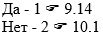 Да - 1 ☞ 9.14
Нет - 2 ☞ 10.1